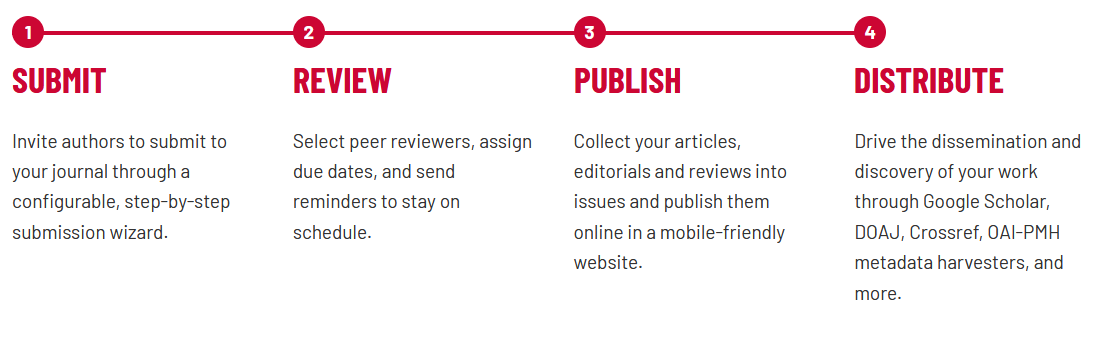 1
SUBMIT
Invite authors to submit to
your journal through a
configurable, step-by-step
submission wizard.
2
REVIEW
Select peer reviewers, assign
due dates, and send
reminders to stay on
schedule.
3
PUBLISH
Collect your articles,
editorials and reviews into
issues and publish them
online in a mobile-friendly
website.
4
DISTRIBUTE
Drive the dissemination and
discovery of your work
through Google Scholar,
DOAJ, Crossref, OAI-PMH
metadata harvesters, and
more.